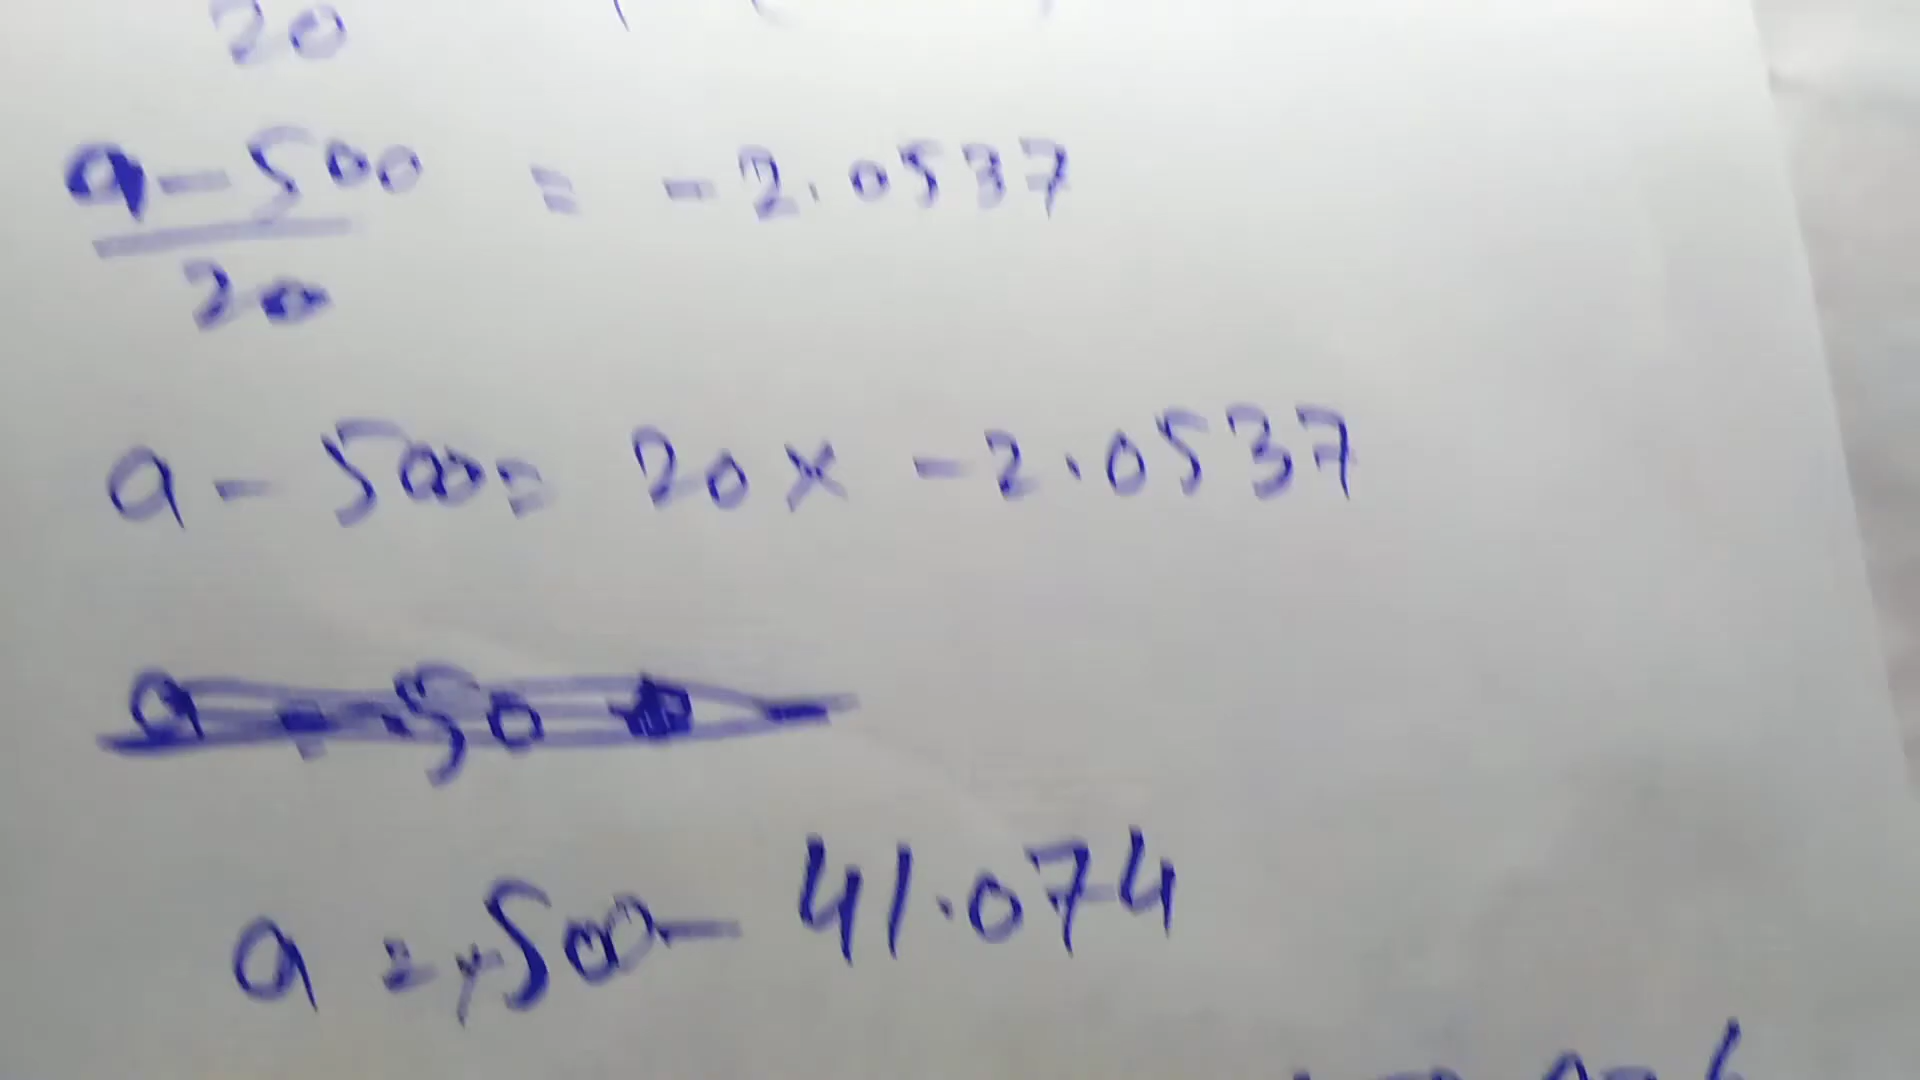 20
a - 500 = - 2.0537
20
a - 500 = 20 x - 2.0537
a = 500 - 41.074